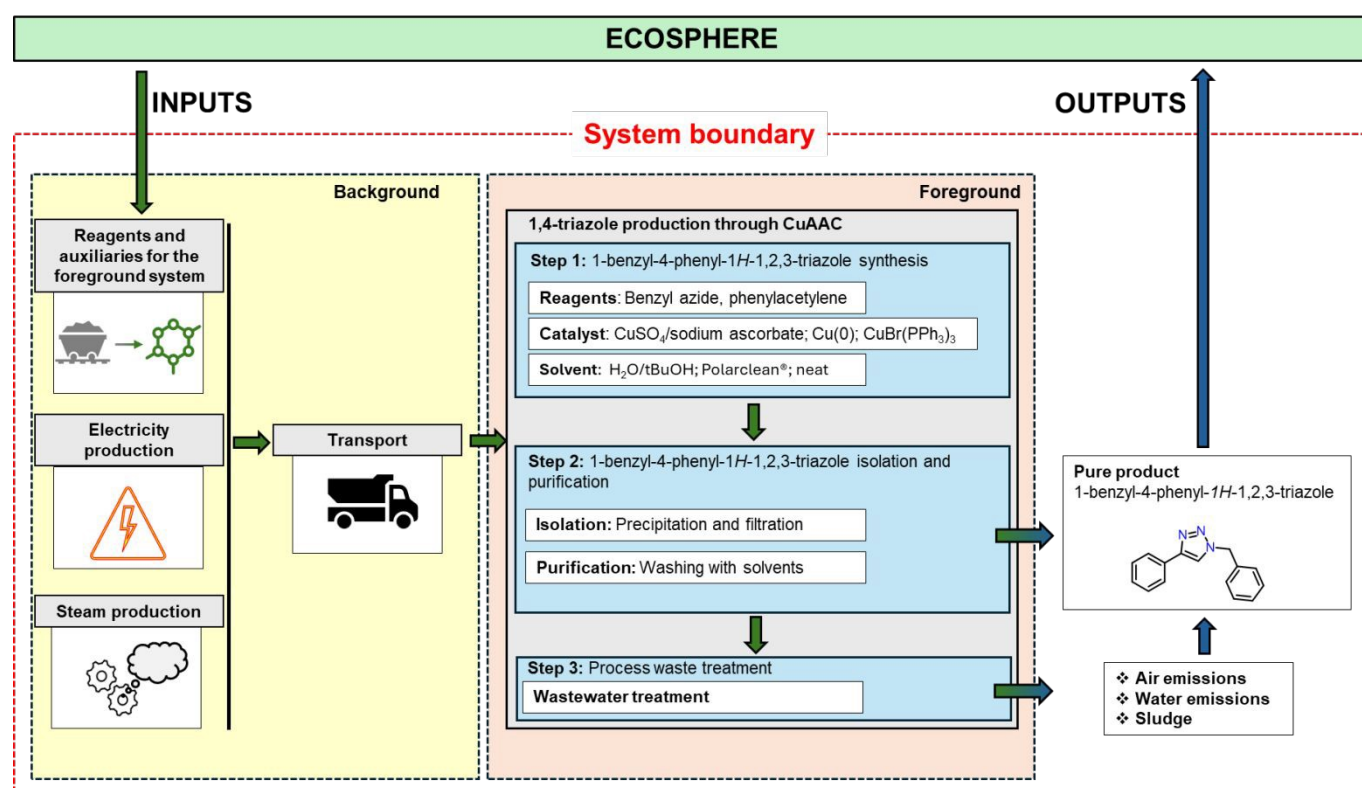 ECOSPHERE
INPUTS
OUTPUTS
System boundary
Background
Reagents and
auxiliaries for the
foreground system
Electricity
production
Steam production
Transport
Foreground
1,4-triazole production through CuAAC
Step 1: 1-benzyl-4-phenyl-1H-1,2,3-triazole synthesis
Reagents: Benzyl azide, phenylacetylene
Catalyst: CuSO₄/sodium ascorbate; Cu(0); CuBr(PPh₃)₃
Solvent: H₂O/tBuOH; Polarclean®; neat
Step 2: 1-benzyl-4-phenyl-1H-1,2,3-triazole isolation and
purification
Isolation: Precipitation and filtration
Purification: Washing with solvents
Step 3: Process waste treatment
Wastewater treatment
Pure product
1-benzyl-4-phenyl-1H-1,2,3-triazole
N
N
N
❖ Air emissions
❖ Water emissions
❖ Sludge